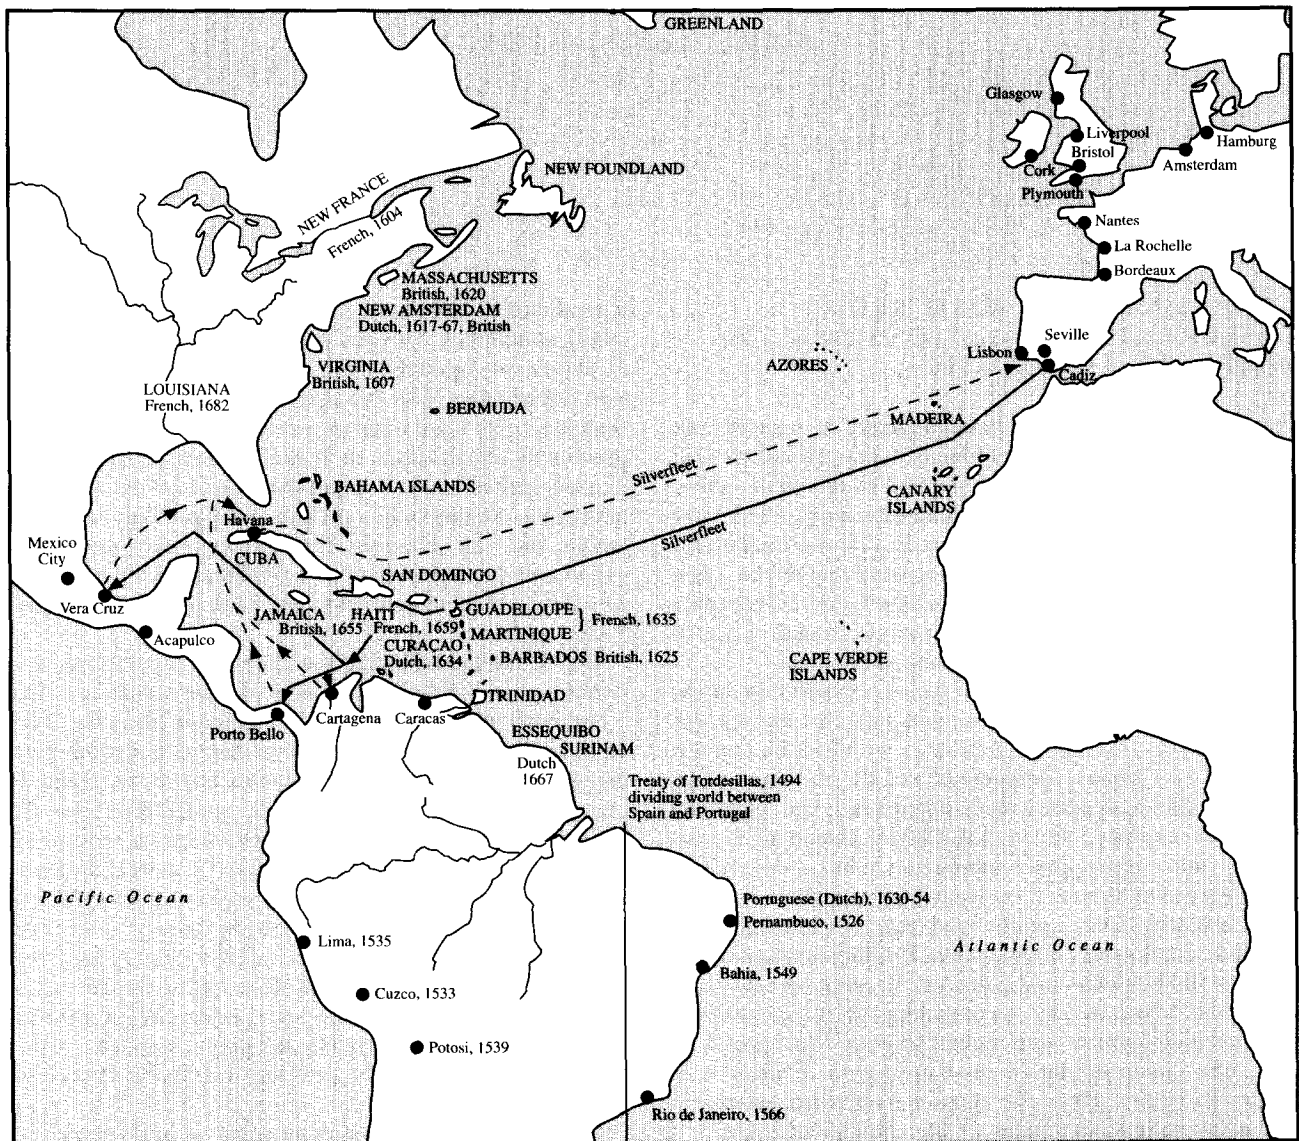 GREENLAND
Glasgow
Liverpool
Hamburg
Bristol
Amsterdam
Cork
Plymouth
NEW FOUNDLAND
NEW FRANCE
French, 1604
Nantes
La Rochelle
Bordeaux
MASSACHUSETTS
British, 1620
NEW AMSTERDAM
Dutch, 1617-67, British
Seville
Lisbon
Cadiz
AZORES
VIRGINIA
British, 1607
LOUISIANA
French, 1682
BERMUDA
MADEIRA
Silverfleet
BAHAMA ISLANDS
CANARY
ISLANDS
Havana
Silverfleet
Mexico
City
CUBA
SAN DOMINGO
Vera Cruz
JAMAICA
British, 1655
HAITI
French, 1659
GUADELOUPE
MARTINIQUE
French, 1635
Acapulco
CURACAO
Dutch, 1634
BARBADOS British, 1625
CAPE VERDE
ISLANDS
TRINIDAD
Cartagena
Caracas
Porto Bello
ESSEQUIBO
SURINAM
Dutch
1667
Treaty of Tordesillas, 1494
dividing world between
Spain and Portugal
Pacific Ocean
Portuguese (Dutch), 1630-54
Pernambuco, 1526
Lima, 1535
Atlantic Ocean
Bahia, 1549
Cuzco, 1533
Potosi, 1539
Rio de Janeiro, 1566